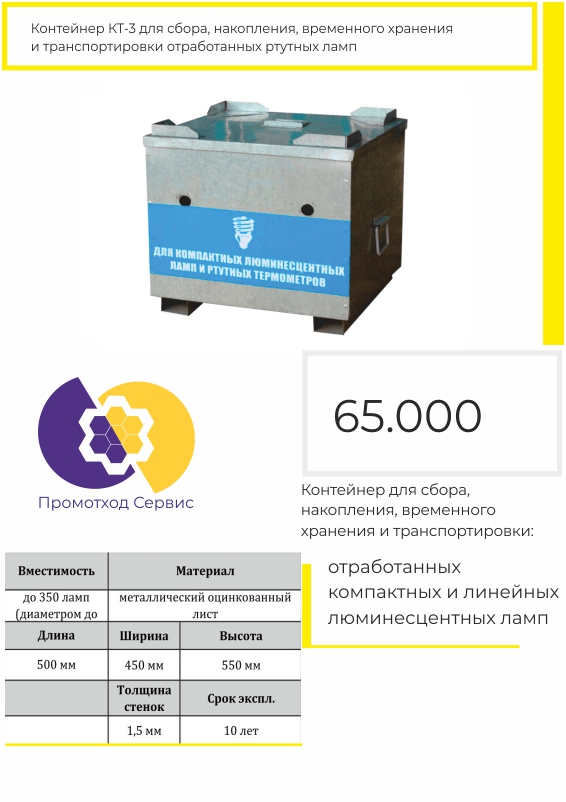 Контейнер КТ-3 для сбора, накопления, временного хранения
и транспортировки отработанных ртутных ламп
ДЛЯ КОМПАКТНЫХ ЛЮМИНЕСЦЕНТНЫХ
ЛАМП И РТУТНЫХ ТЕРМОМЕТРОВ
65.000
Промотход Сервис
Контейнер для сбора,
накопления, временного
хранения и транспортировки:
отработанных
компактных и линейных
люминесцентных ламп
Вместимость Материал
до 350 ламп металлический оцинкованный
(диаметром до лист
Длина Ширина Высота
500 мм 450 мм 550 мм
Толщина
стенок Срок экспл.
1,5 мм 10 лет